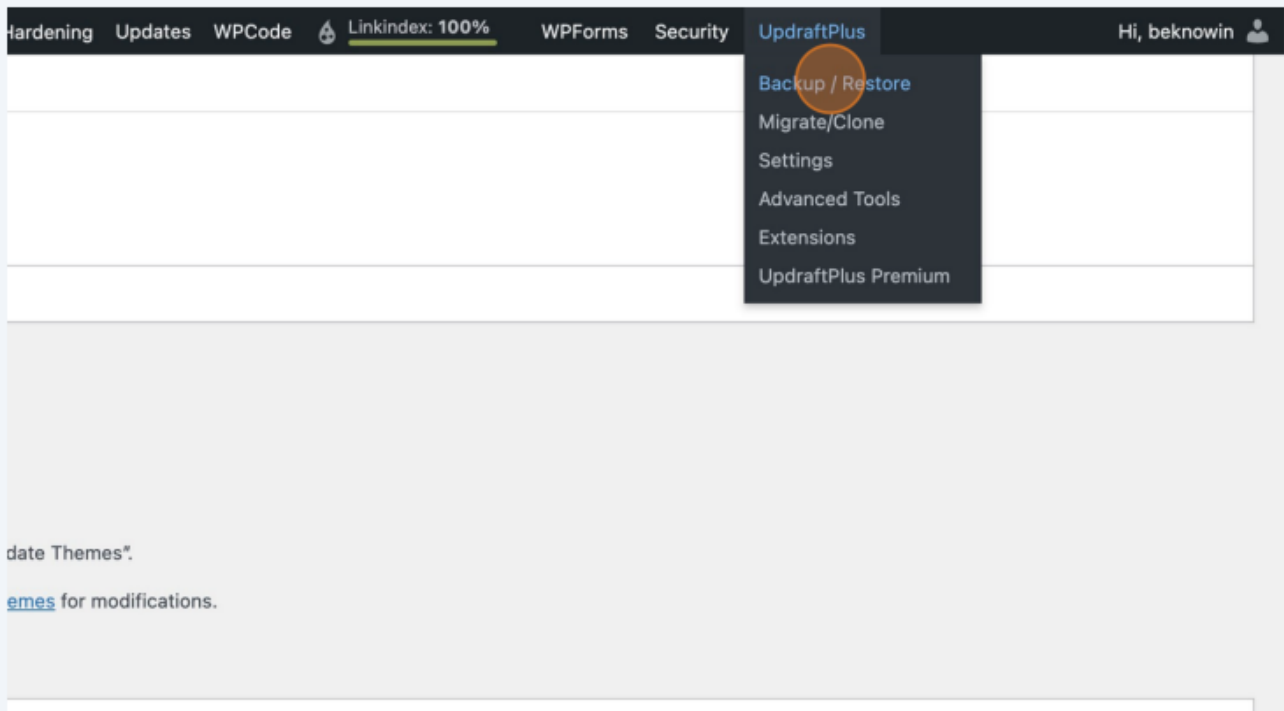 Hardening Updates WPCode Linkindex: 100% WPForms Security UpdraftPlus Hi, beknowin
Backup / Restore
Migrate/Clone
Settings
Advanced Tools
Extensions
UpdraftPlus Premium
date Themes”.
emes for modifications.